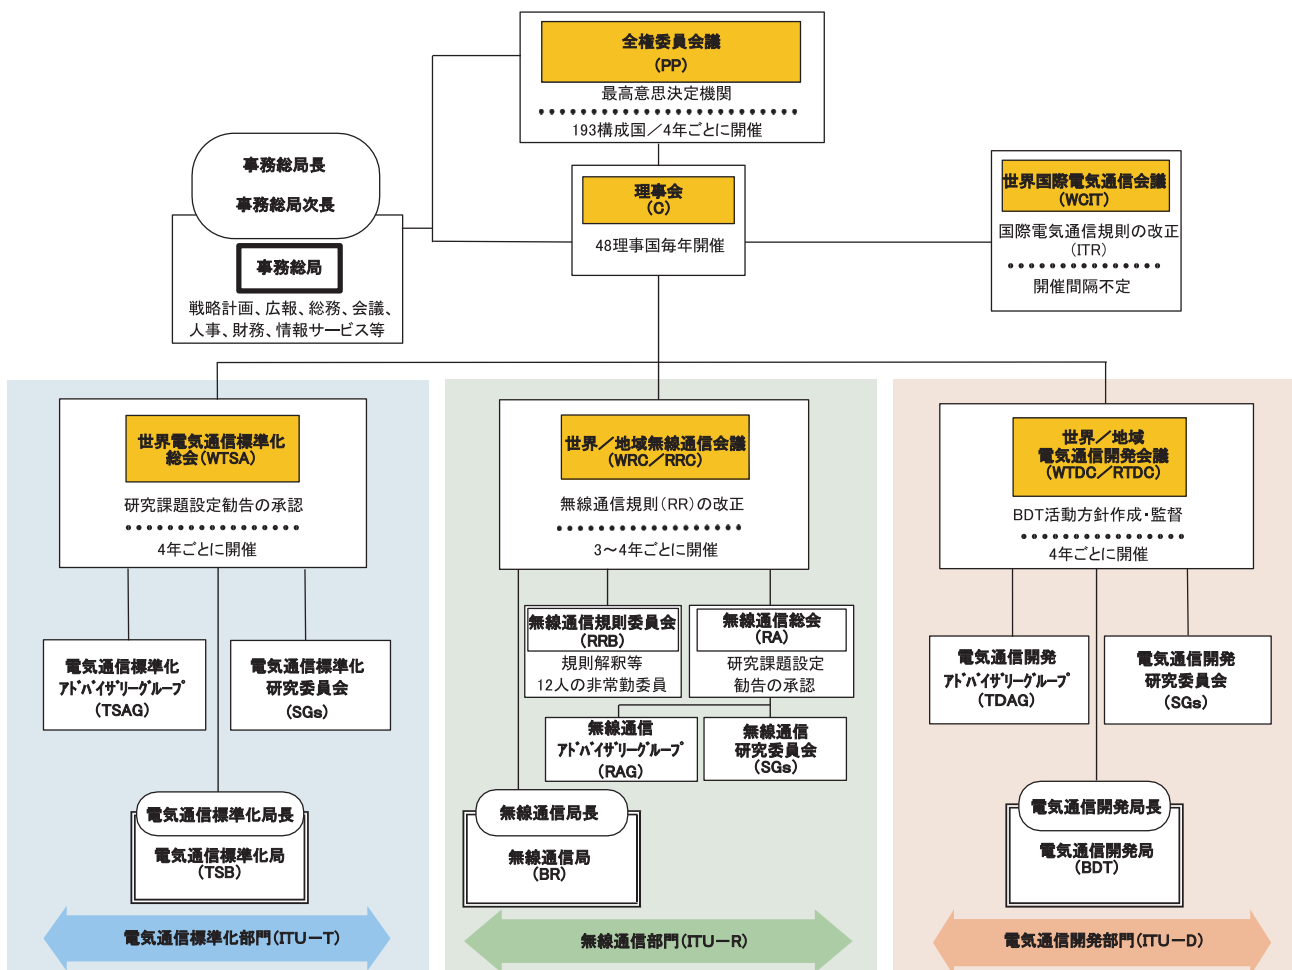 全権委員会議
(PP)
最高意思決定機関
193構成国／4年ごとに開催
事務総局長
事務総局次長
事務総局
戦略計画、広報、総務、会議、
人事、財務、情報サービス等
理事会
(C)
48理事国毎年開催
世界国際電気通信会議
(WCIT)
国際電気通信規則の改正
(ITR)
開催間隔不定
世界電気通信標準化
総会(WTSA)
研究課題設定勧告の承認
4年ごとに開催
世界／地域無線通信会議
(WRC／RRC)
無線通信規則(RR)の改正
3～4年ごとに開催
世界／地域
電気通信開発会議
(WTDC／RTDC)
BDT活動方針作成・監督
4年ごとに開催
電気通信標準化
アドバイザリーグループ
(TSAG)
電気通信標準化
研究委員会
(SGs)
無線通信規則委員会
(RRB)
規則解釈等
12人の非常勤委員
無線通信総会
(RA)
研究課題設定
勧告の承認
無線通信
アドバイザリーグループ
(RAG)
無線通信
研究委員会
(SGs)
電気通信開発
アドバイザリーグループ
(TDAG)
電気通信開発
研究委員会
(SGs)
電気通信標準化局長
電気通信標準化局
(TSB)
無線通信局長
無線通信局
(BR)
電気通信開発局長
電気通信開発局
(BDT)
電気通信標準化部門(ITU－T)
無線通信部門(ITU－R)
電気通信開発部門(ITU－D)